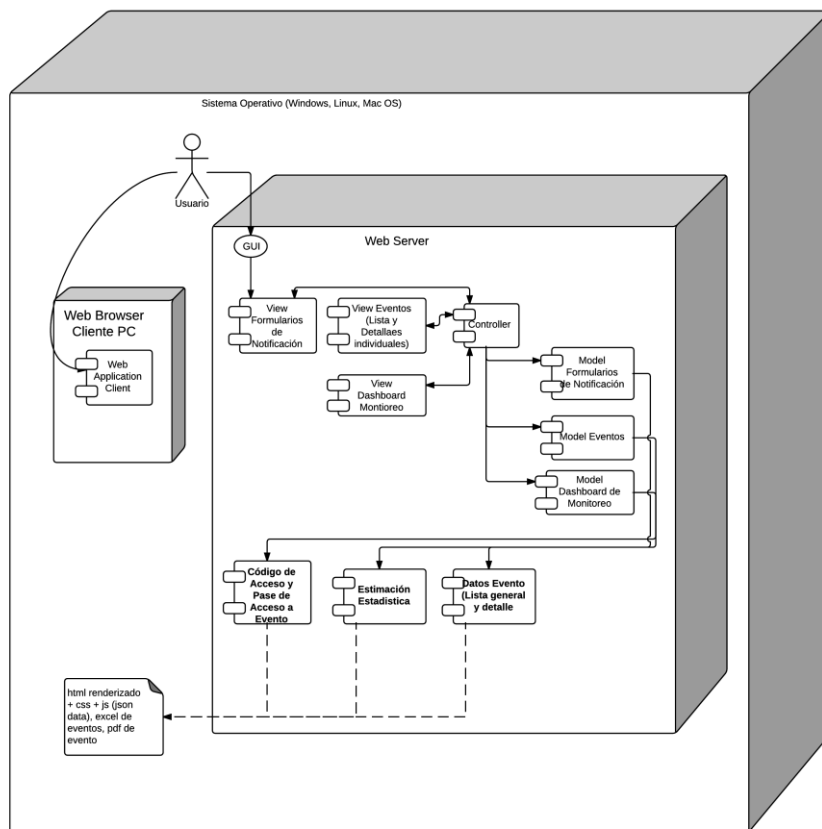 Sistema Operativo (Windows, Linux, Mac OS)
Usuario
GUI
Web Server
Web Browser
Cliente PC
Web
Application
Client
View
Formularios
de
Notificación
View Eventos
(Lista y
Detallaes
individuales)
Controller
View
Dashboard
Montioreo
Model
Formularios
de Notificación
Model Eventos
Model
Dashboard de
Monitoreo
Código de
Acceso y
Pase de
Acceso a
Evento
Estimación
Estadistica
Datos Evento
(Lista general
y detalle
html renderizado
+ css + js (json
data), excel de
eventos, pdf de
evento